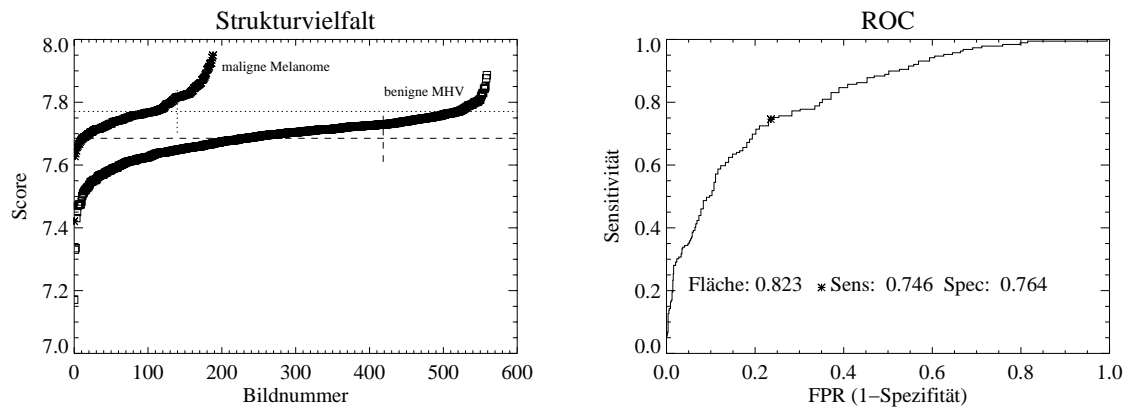 Strukturvielfalt
8.0
7.8
7.6
7.4
7.2
7.0
Score
maligne Melanome
benigne MHV
0 100 200 300 400 500 600
Bildnummer
ROC
1.0
0.8
0.6
0.4
0.2
0.0
Sensitivität
Fläche: 0.823 Sens: 0.746 Spec: 0.764
0.0 0.2 0.4 0.6 0.8 1.0
FPR (1–Spezifität)